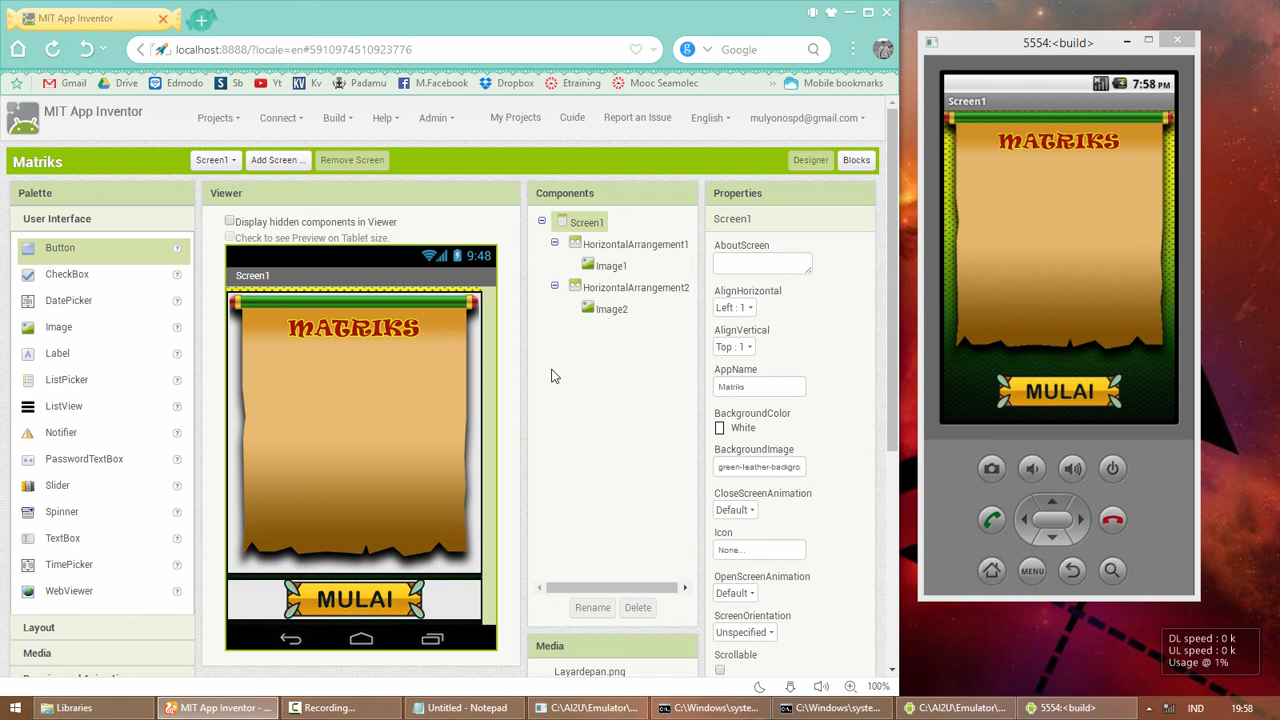 MIT App Inventor
localhost:8888/?locale=en#5910974510923776
Google
Gmail Drive Edmodo Sb Yt Kv Padamu M.Facebook Dropbox Etraining Mooc Seamolec » Mobile bookmarks
MIT App Inventor
Projects Connect Build Help Admin My Projects Guide Report an Issue English mulyonospd@gmail.com
Matriks Screen1 Add Screen ... Remove Screen Designer Blocks
Palette
User Interface
Button
CheckBox
DatePicker
Image
Label
ListPicker
ListView
Notifier
PasswordTextBox
Slider
Spinner
TextBox
TimePicker
WebViewer
Layout
Media
Viewer
Display hidden components in Viewer
Check to see Preview on Tablet size.
9:48
Screen1
MATRIKS
MULAI
Components
Screen1
HorizontalArrangement1
Image1
HorizontalArrangement2
Image2
Rename Delete
Media
Layardepan.png
Properties
Screen1
AboutScreen
AlignHorizontal
Left : 1
AlignVertical
Top : 1
AppName
Matriks
BackgroundColor
White
BackgroundImage
green-leather-backgro
CloseScreenAnimation
Default
Icon
None...
OpenScreenAnimation
Default
ScreenOrientation
Unspecified
Scrollable
100%
5554:<build>
7:58 PM
Screen1
MATRIKS
MULAI
MENU
DL speed : 0 k
UL speed : 0 k
Usage @ 1%
Libraries MIT App Inventor - ... Recording... Untitled - Notepad C:\AI2U\Emulator/... C:\Windows\syste... C:\Windows\syste... C:\AI2U\Emulator/... 5554:<build> IND 19:58